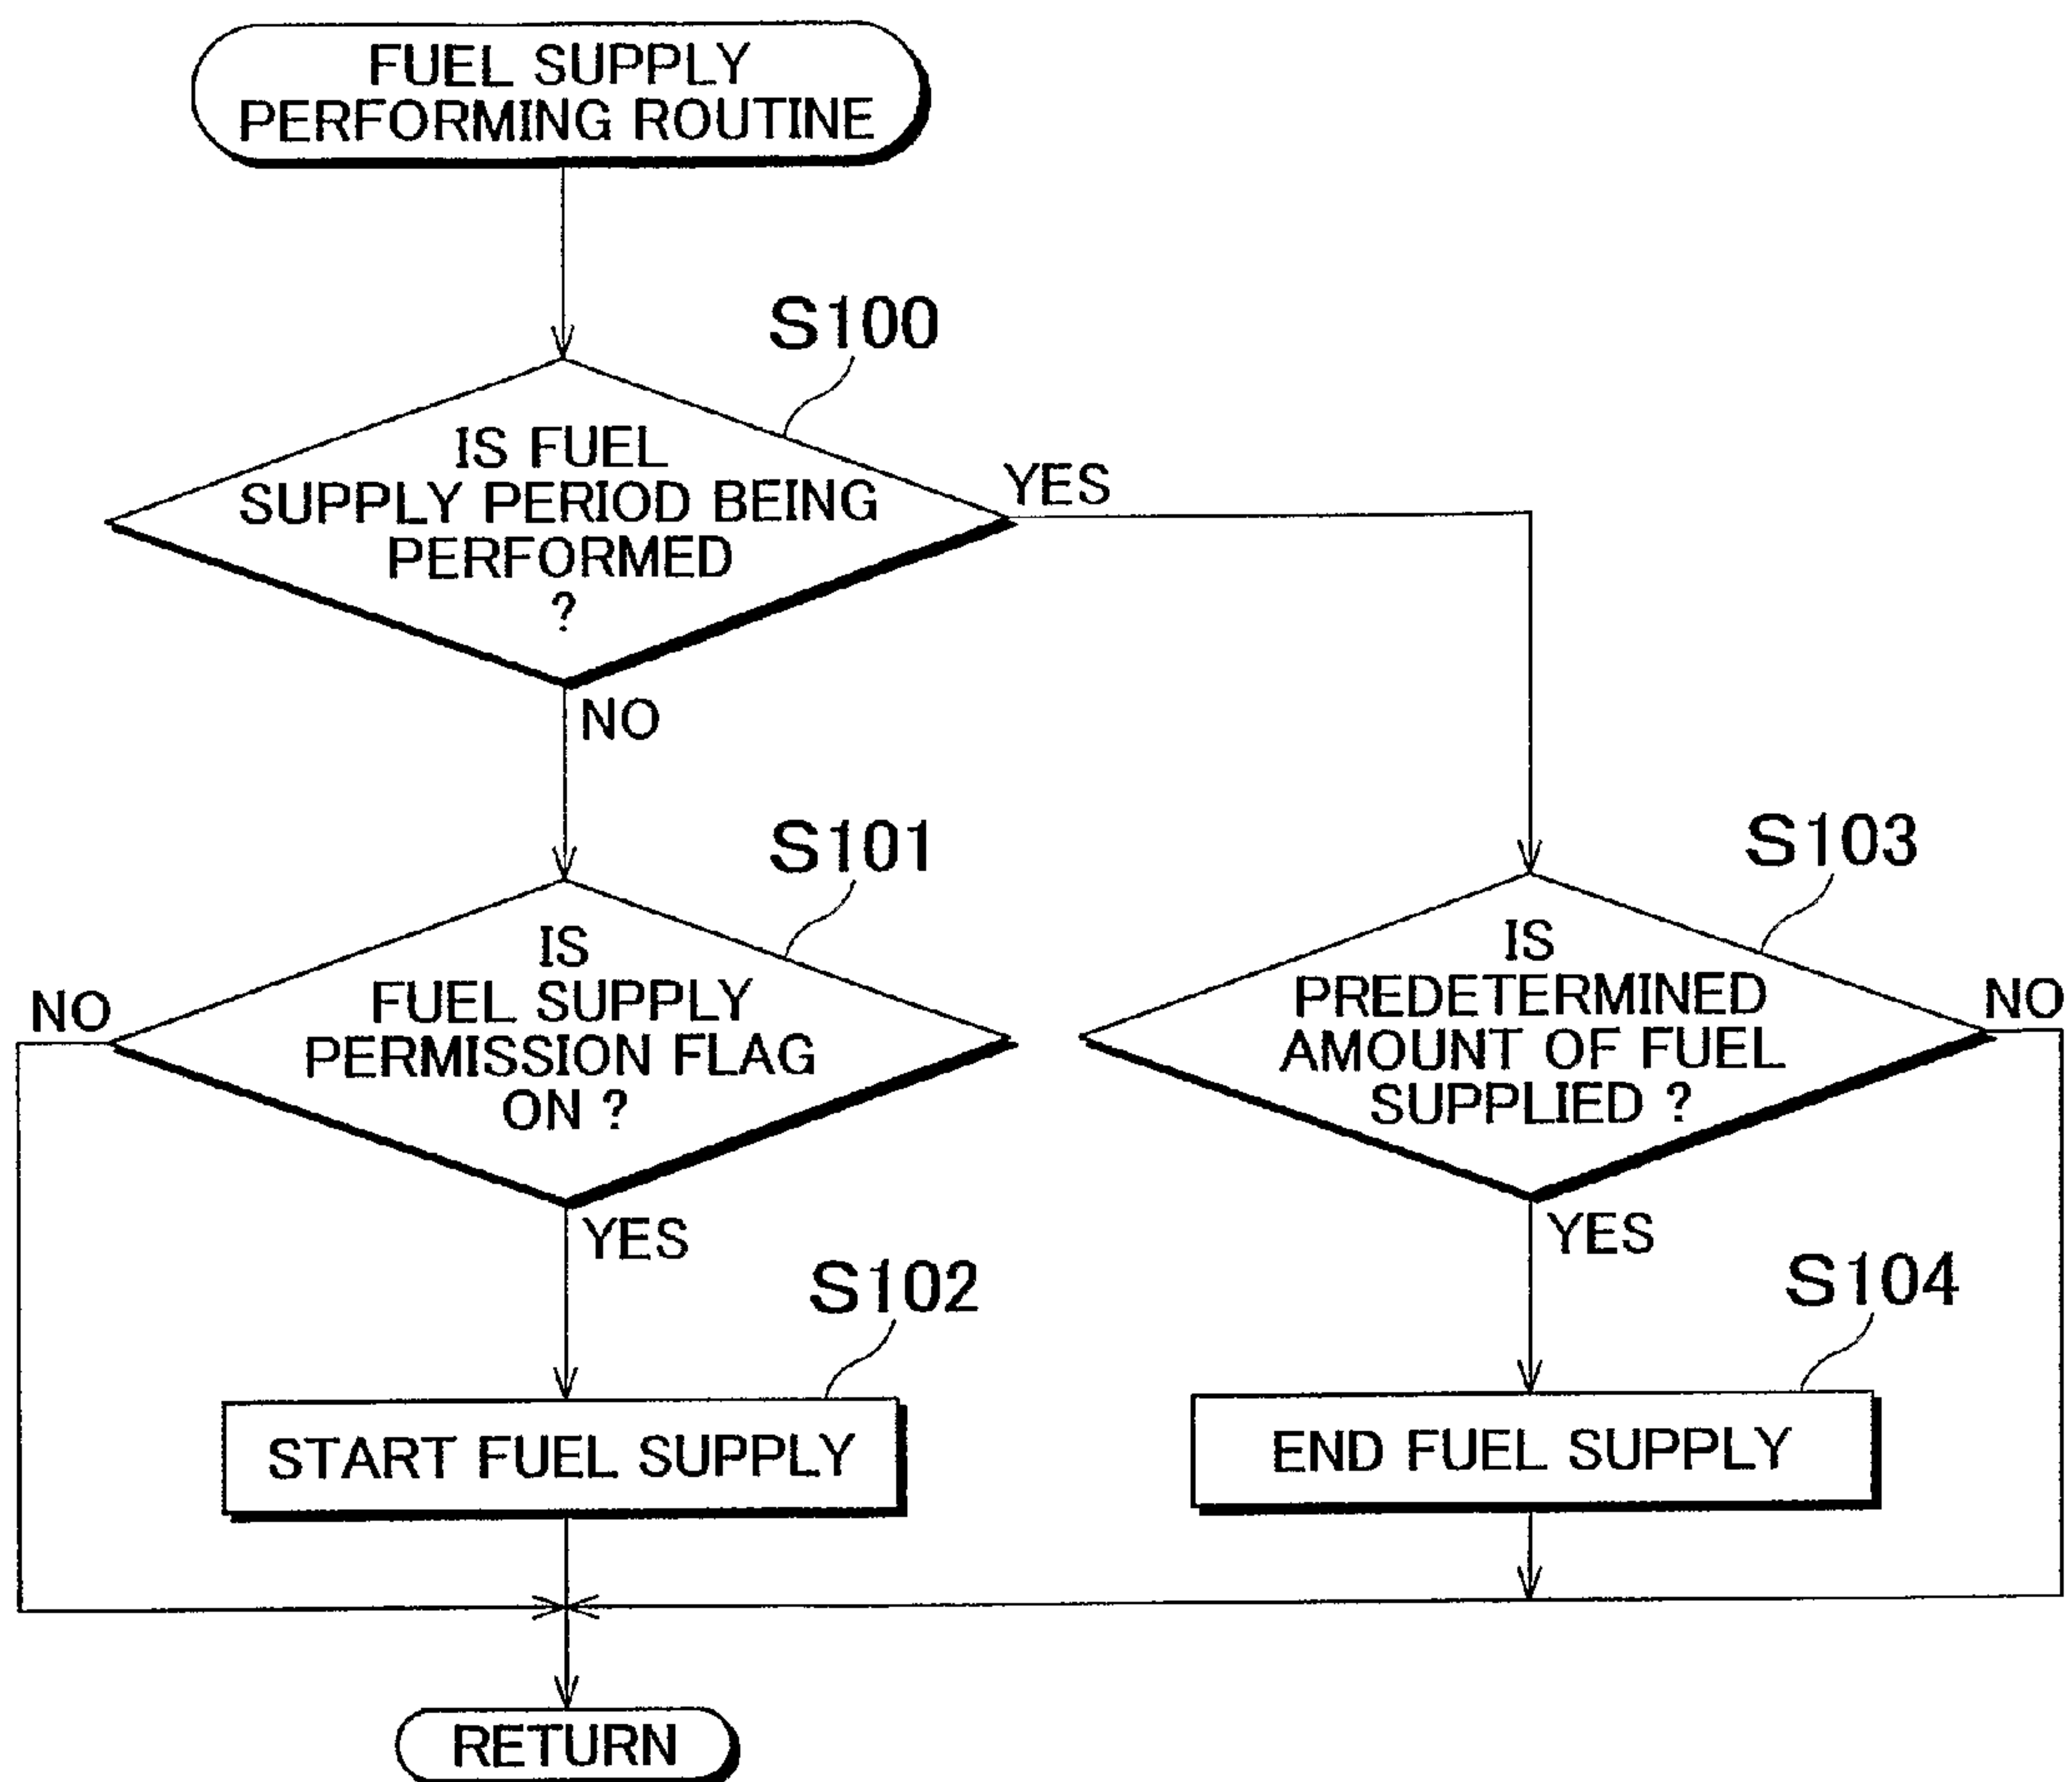 FUEL SUPPLY
PERFORMING ROUTINE
S100
IS FUEL
SUPPLY PERIOD BEING
PERFORMED
?
YES
NO
S101
IS
FUEL SUPPLY
PERMISSION FLAG
ON ?
NO
YES
S102
START FUEL SUPPLY
S103
IS
PREDETERMINED
AMOUNT OF FUEL
SUPPLIED ?
NO
YES
S104
END FUEL SUPPLY
RETURN